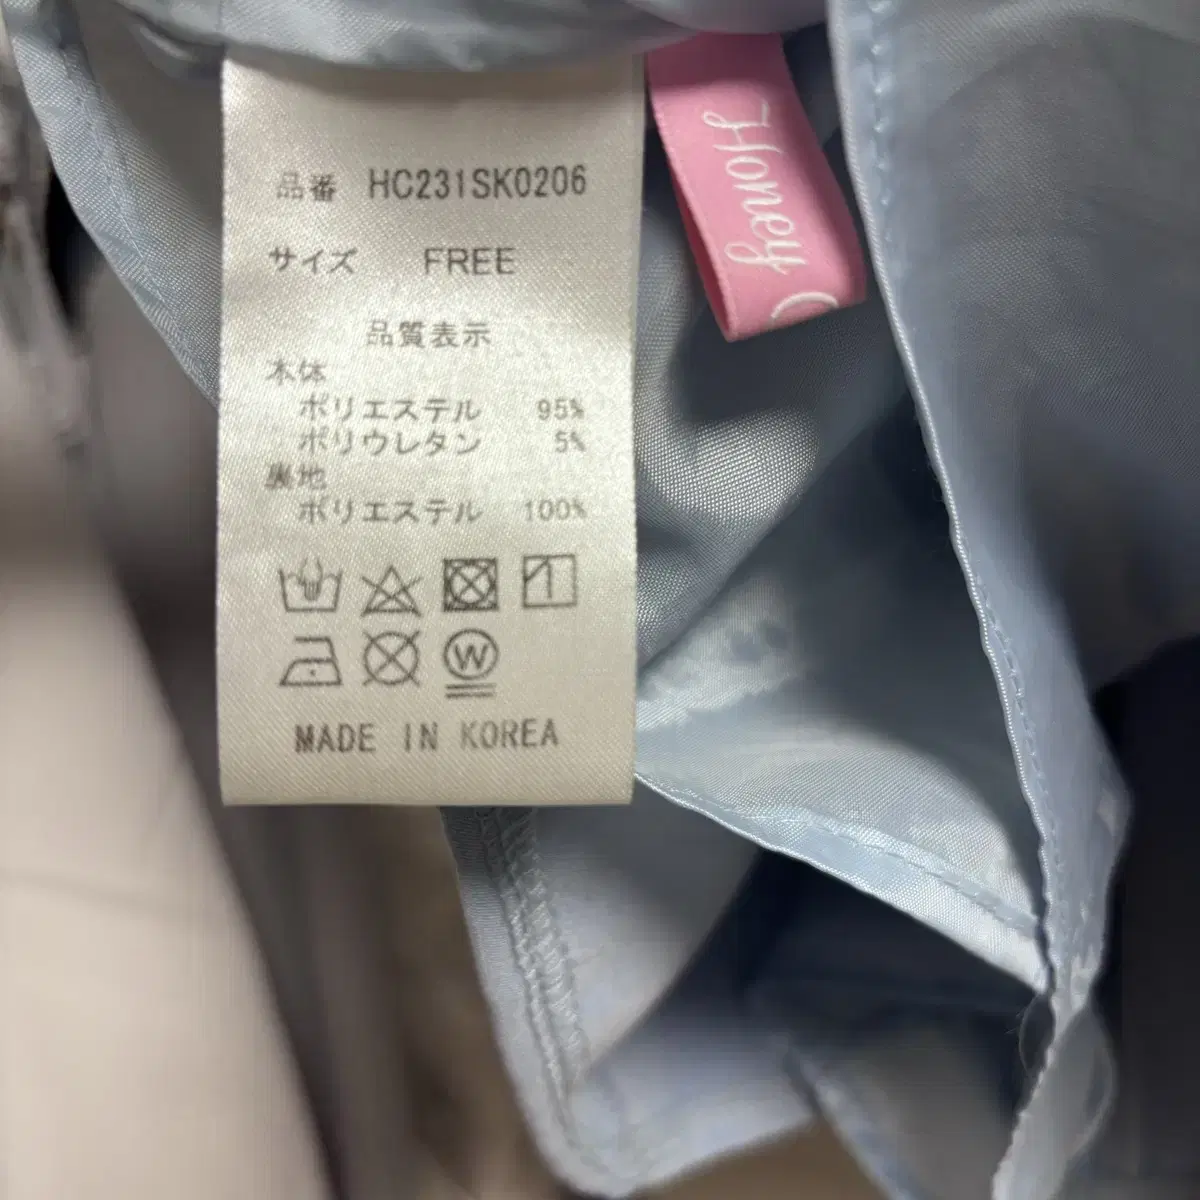 品番 HC231SK0206
サイズ FREE
品質表示
本体
ポリエステル 95%
ポリウレタン 5%
裏地
ポリエステル 100%
W
MADE IN KOREA
Honey